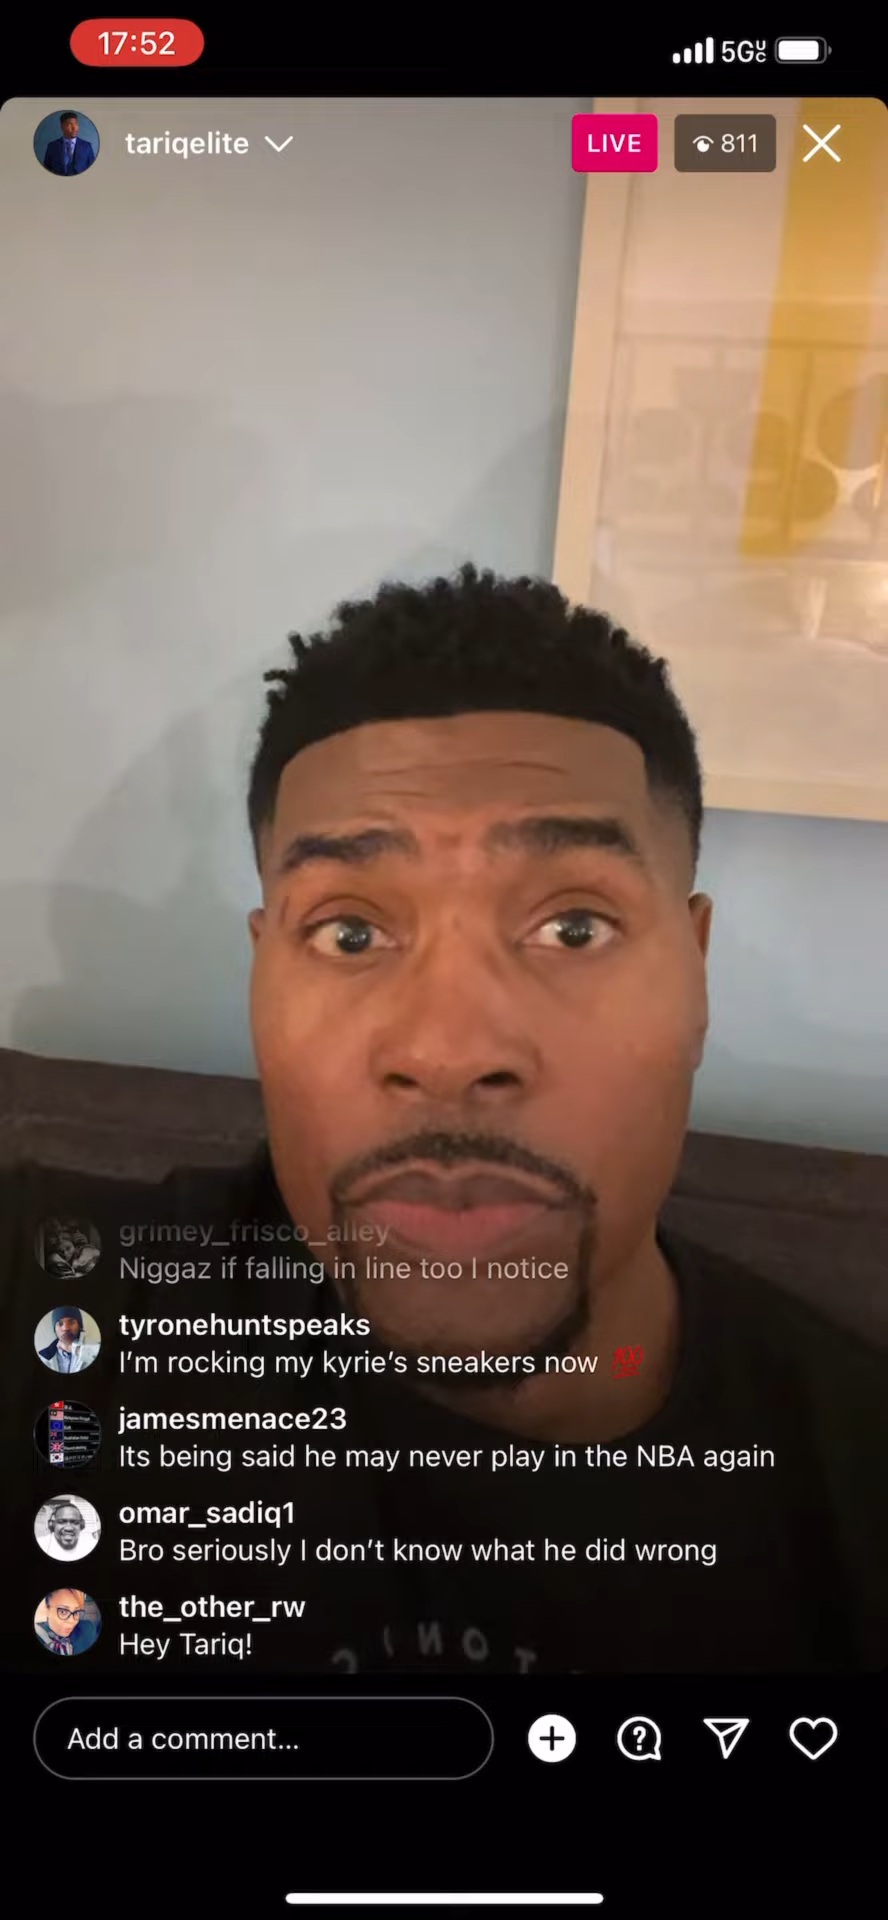 17:52
5GUC
tariqelite
LIVE
811
grimey_frisco_alley
Niggaz if falling in line too I notice
tyronehuntspeaks
I'm rocking my kyrie's sneakers now 💯
jamesmenace23
Its being said he may never play in the NBA again
omar_sadiq1
Bro seriously I don't know what he did wrong
the_other_rw
Hey Tariq!
Add a comment...